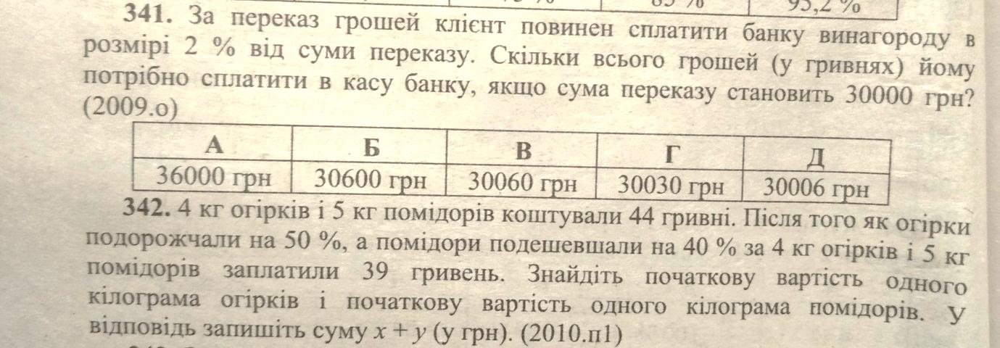 95,2 %
341. За переказ грошей клієнт повинен сплатити банку винагороду в
розмірі 2 % від суми переказу. Скільки всього грошей (у гривнях) йому
потрібно сплатити в касу банку, якщо сума переказу становить 30000 грн?
(2009.о)
А Б В Г Д
36000 грн 30600 грн 30060 грн 30030 грн 30006 грн
342. 4 кг огірків і 5 кг помідорів коштували 44 гривні. Після того як огірки
подорожчали на 50 %, а помідори подешевшали на 40 % за 4 кг огірків і 5 кг
помідорів заплатили 39 гривень. Знайдіть початкову вартість одного
кілограма огірків і початкову вартість одного кілограма помідорів. У
відповідь запишіть суму x + y (у грн). (2010.п1)